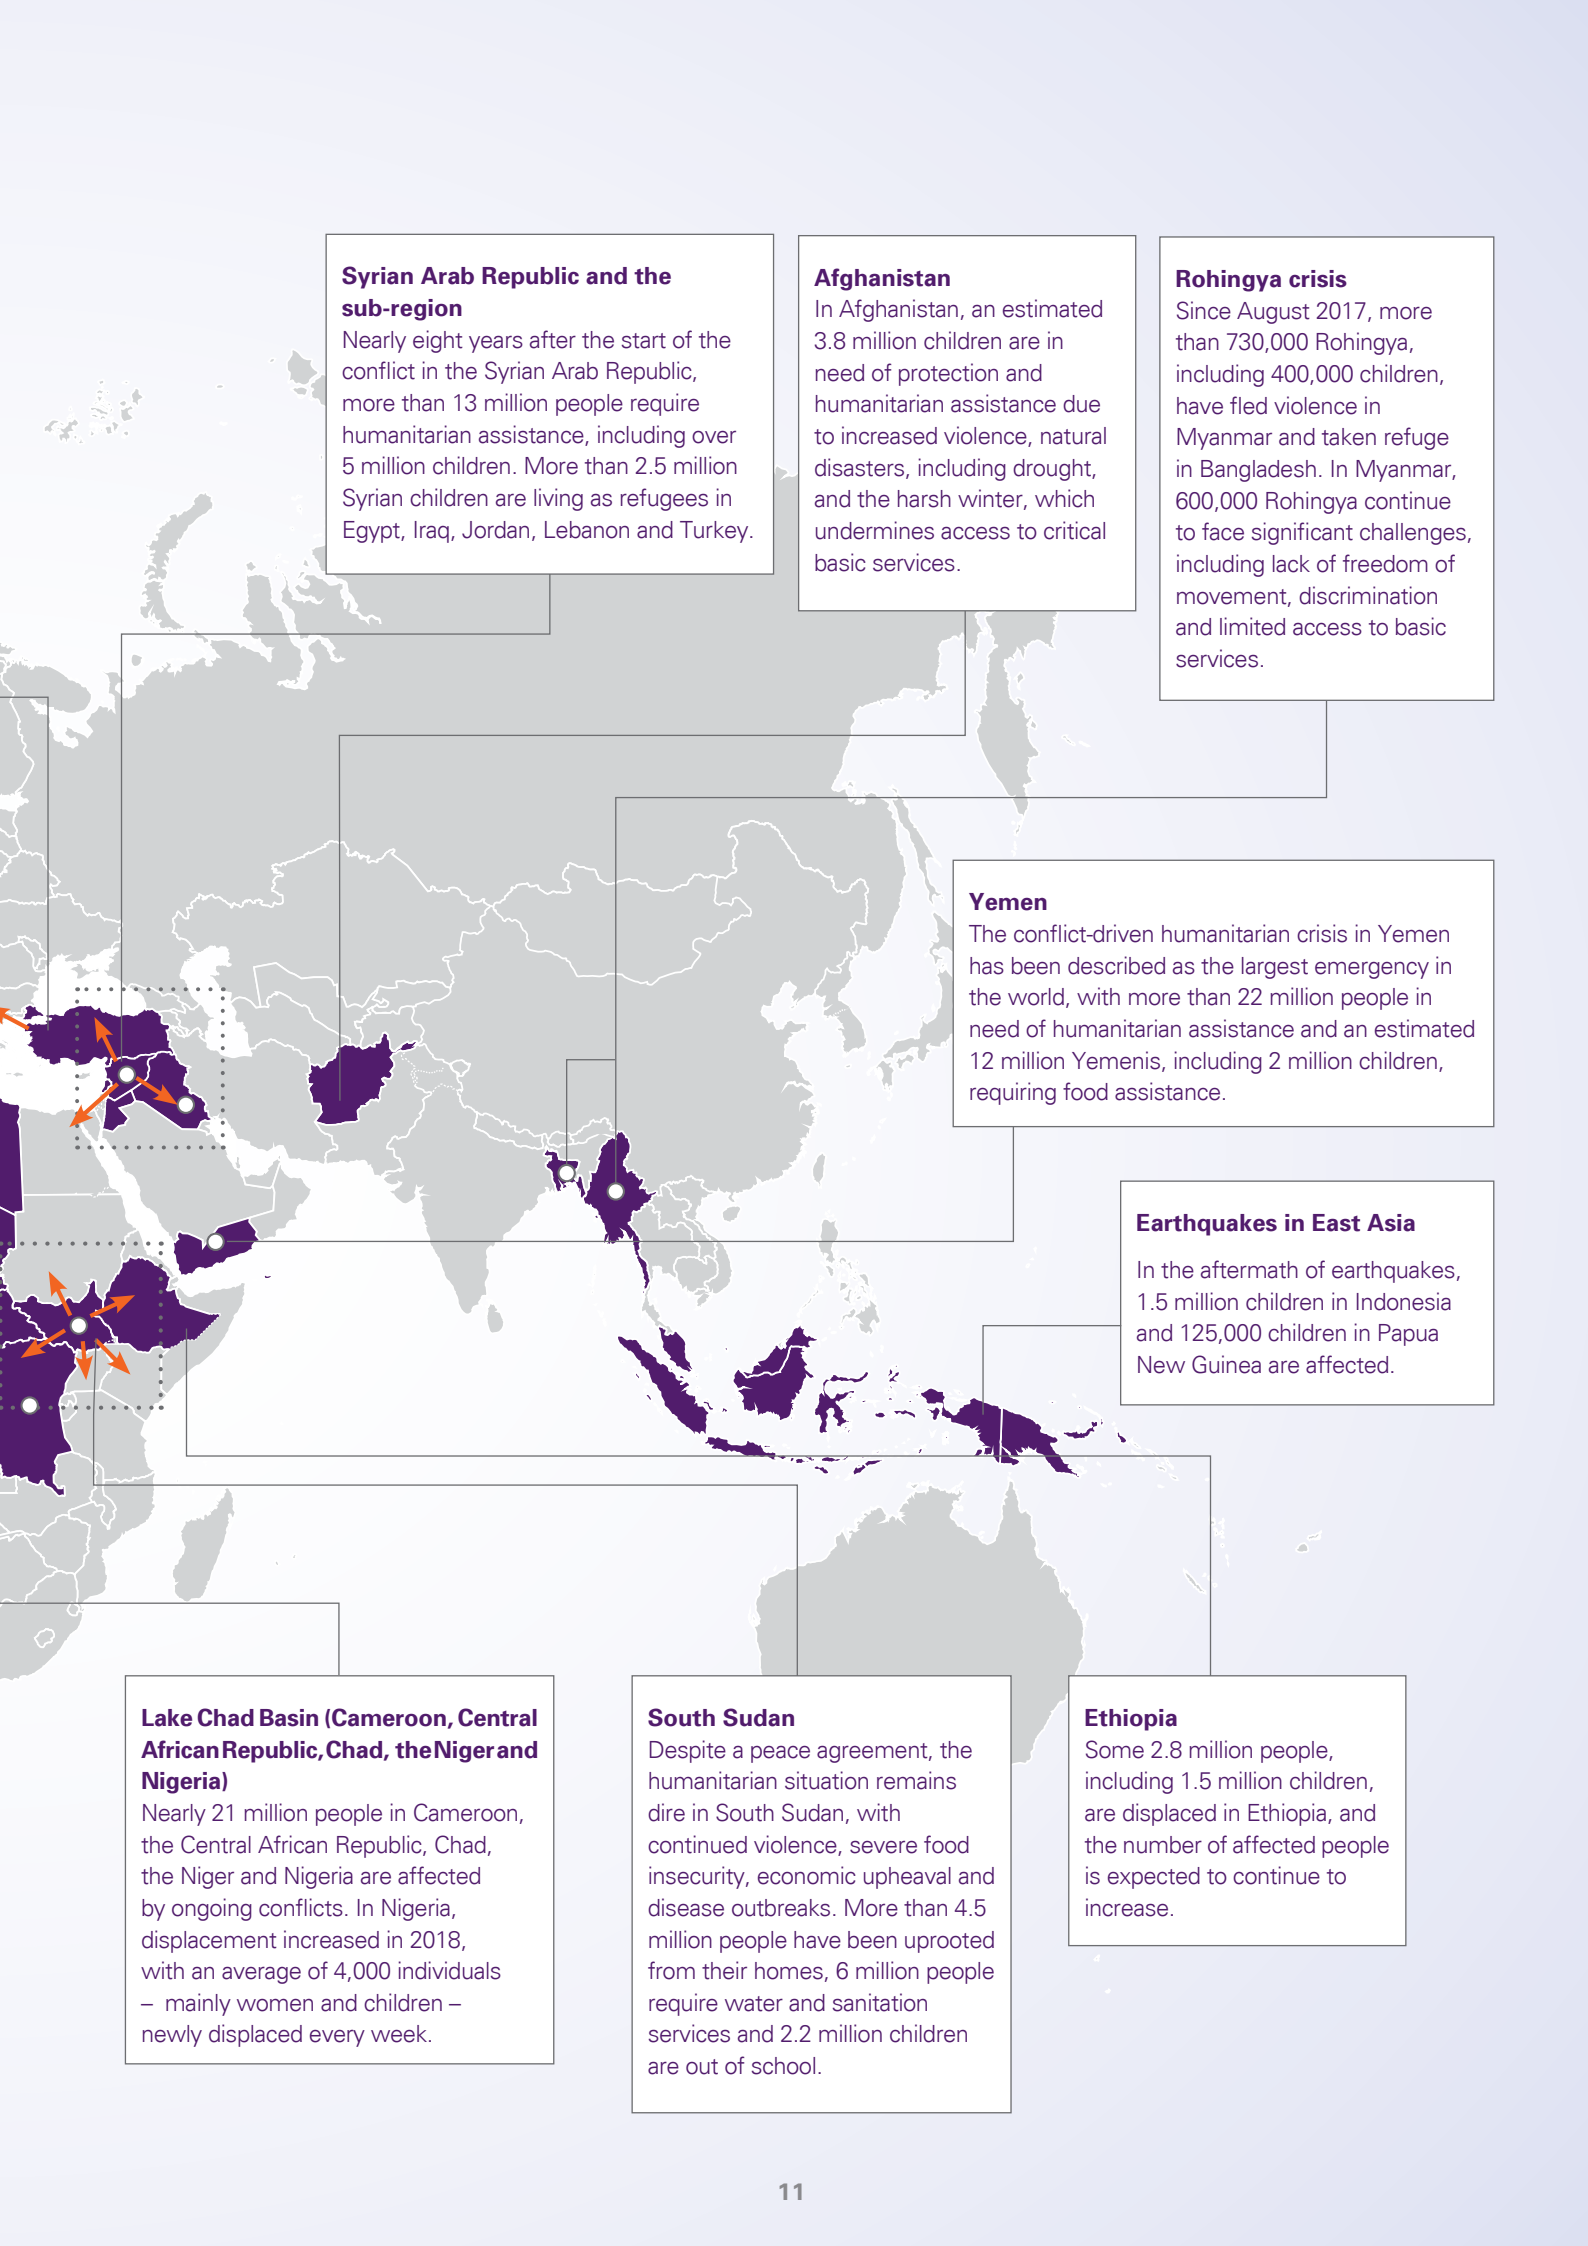 Syrian Arab Republic and the
sub-region
Nearly eight years after the start of the
conflict in the Syrian Arab Republic,
more than 13 million people require
humanitarian assistance, including over
5 million children. More than 2.5 million
Syrian children are living as refugees in
Egypt, Iraq, Jordan, Lebanon and Turkey.
Afghanistan
In Afghanistan, an estimated
3.8 million children are in
need of protection and
humanitarian assistance due
to increased violence, natural
disasters, including drought,
and the harsh winter, which
undermines access to critical
basic services.
Rohingya crisis
Since August 2017, more
than 730,000 Rohingya,
including 400,000 children,
have fled violence in
Myanmar and taken refuge
in Bangladesh. In Myanmar,
600,000 Rohingya continue
to face significant challenges,
including lack of freedom of
movement, discrimination
and limited access to basic
services.
Yemen
The conflict-driven humanitarian crisis in Yemen
has been described as the largest emergency in
the world, with more than 22 million people in
need of humanitarian assistance and an estimated
12 million Yemenis, including 2 million children,
requiring food assistance.
Earthquakes in East Asia
In the aftermath of earthquakes,
1.5 million children in Indonesia
and 125,000 children in Papua
New Guinea are affected.
Lake Chad Basin (Cameroon, Central
African Republic, Chad, the Niger and
Nigeria)
Nearly 21 million people in Cameroon,
the Central African Republic, Chad,
the Niger and Nigeria are affected
by ongoing conflicts. In Nigeria,
displacement increased in 2018,
with an average of 4,000 individuals
– mainly women and children –
newly displaced every week.
South Sudan
Despite a peace agreement, the
humanitarian situation remains
dire in South Sudan, with
continued violence, severe food
insecurity, economic upheaval and
disease outbreaks. More than 4.5
million people have been uprooted
from their homes, 6 million people
require water and sanitation
services and 2.2 million children
are out of school.
Ethiopia
Some 2.8 million people,
including 1.5 million children,
are displaced in Ethiopia, and
the number of affected people
is expected to continue to
increase.
11